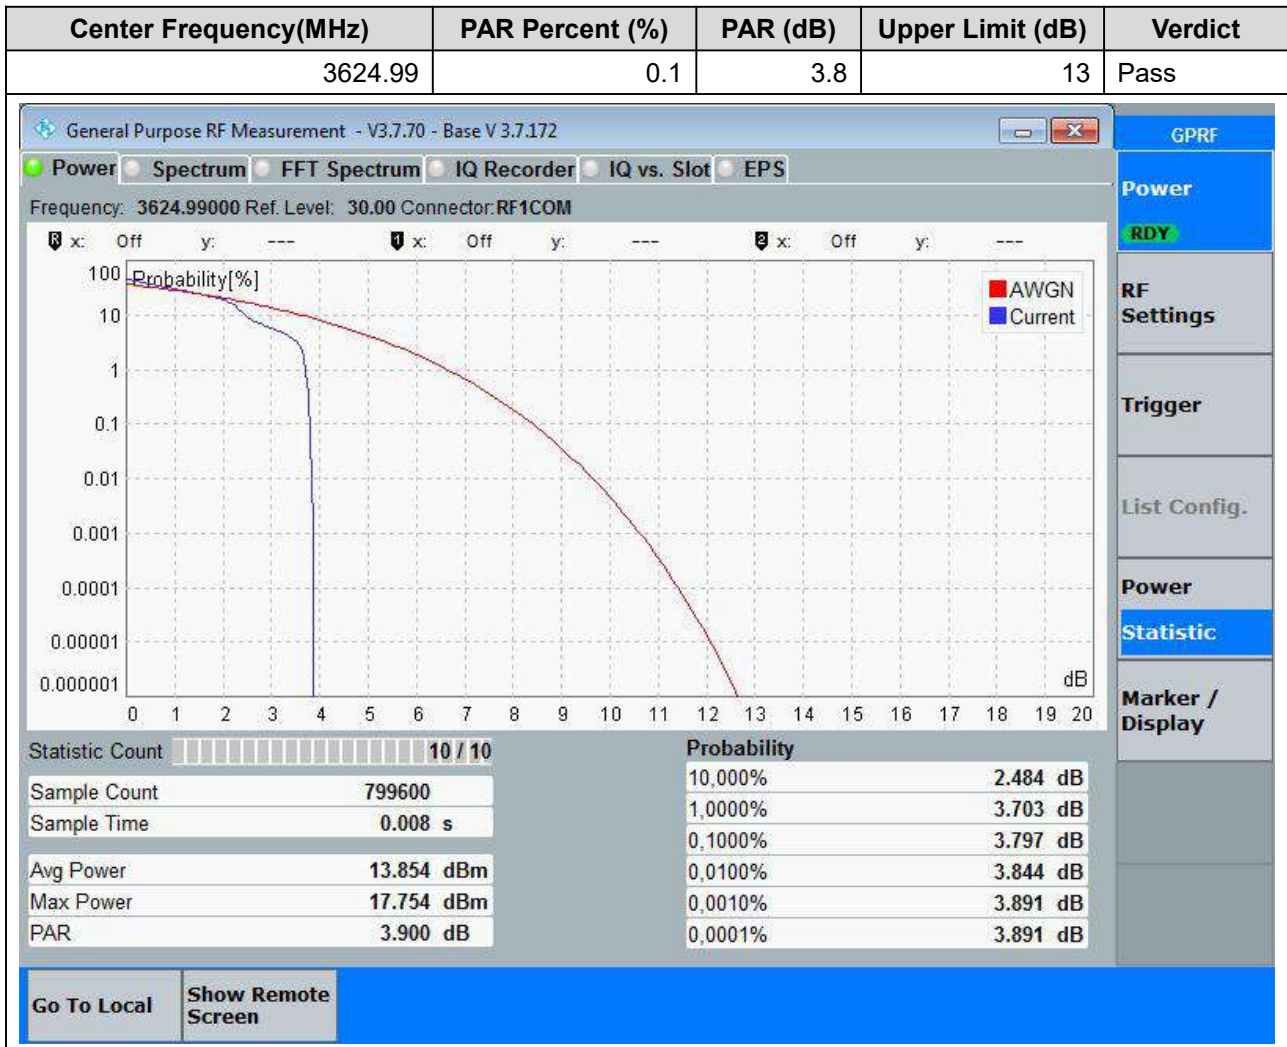 Center Frequency(MHz) PAR Percent (%) PAR (dB) Upper Limit (dB) Verdict
3624.99 0.1 3.8 13 Pass
General Purpose RF Measurement - V3.7.70 - Base V 3.7.172
GPRF
Power Spectrum FFT Spectrum IQ Recorder IQ vs. Slot EPS
Frequency: 3624.99000 Ref. Level: 30.00 Connector:RF1COM
R x: Off y: --- 1 x: Off y: --- 2 x: Off y: ---
Probability[%]
100
10
1
0.1
0.01
0.001
0.0001
0.00001
0.000001
AWGN
Current
dB
0 1 2 3 4 5 6 7 8 9 10 11 12 13 14 15 16 17 18 19 20
Statistic Count 10 / 10
Sample Count 799600
Sample Time 0.008 s
Avg Power 13.854 dBm
Max Power 17.754 dBm
PAR 3.900 dB
Probability
10,000% 2.484 dB
1,0000% 3.703 dB
0,1000% 3.797 dB
0,0100% 3.844 dB
0,0010% 3.891 dB
0,0001% 3.891 dB
Power
RDY
RF
Settings
Trigger
List Config.
Power
Statistic
Marker /
Display
Go To Local
Show Remote
Screen